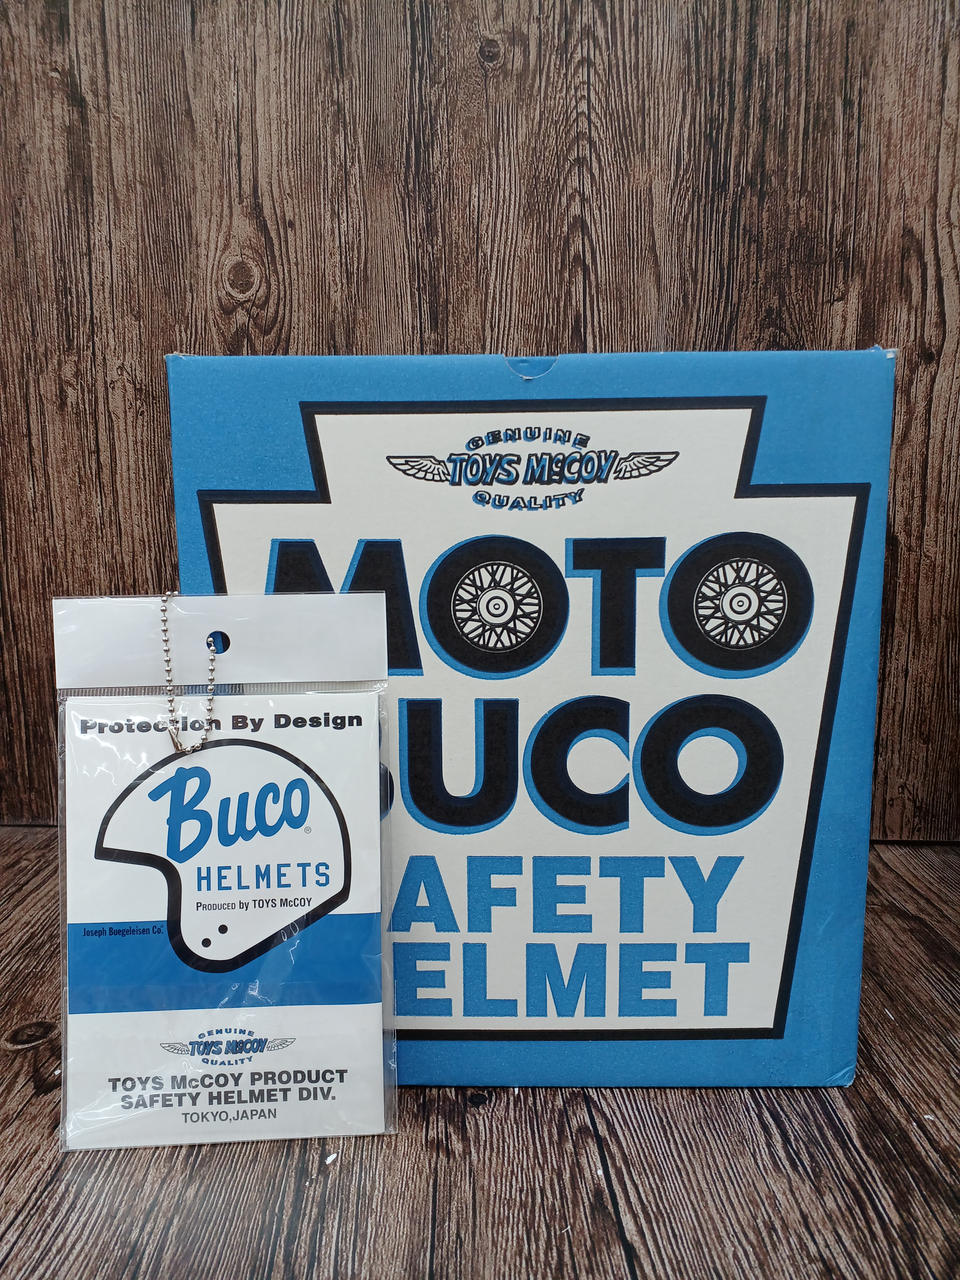 GENUINE
TOYS McCOY
QUALITY
MOTO
BUCO
SAFETY
HELMET
Protection By Design
Buco®
HELMETS
PRODUCED by TOYS McCOY
Joseph Buegeleisen Co.
GENUINE
TOYS McCOY
QUALITY
TOYS McCOY PRODUCT
SAFETY HELMET DIV.
TOKYO,JAPAN